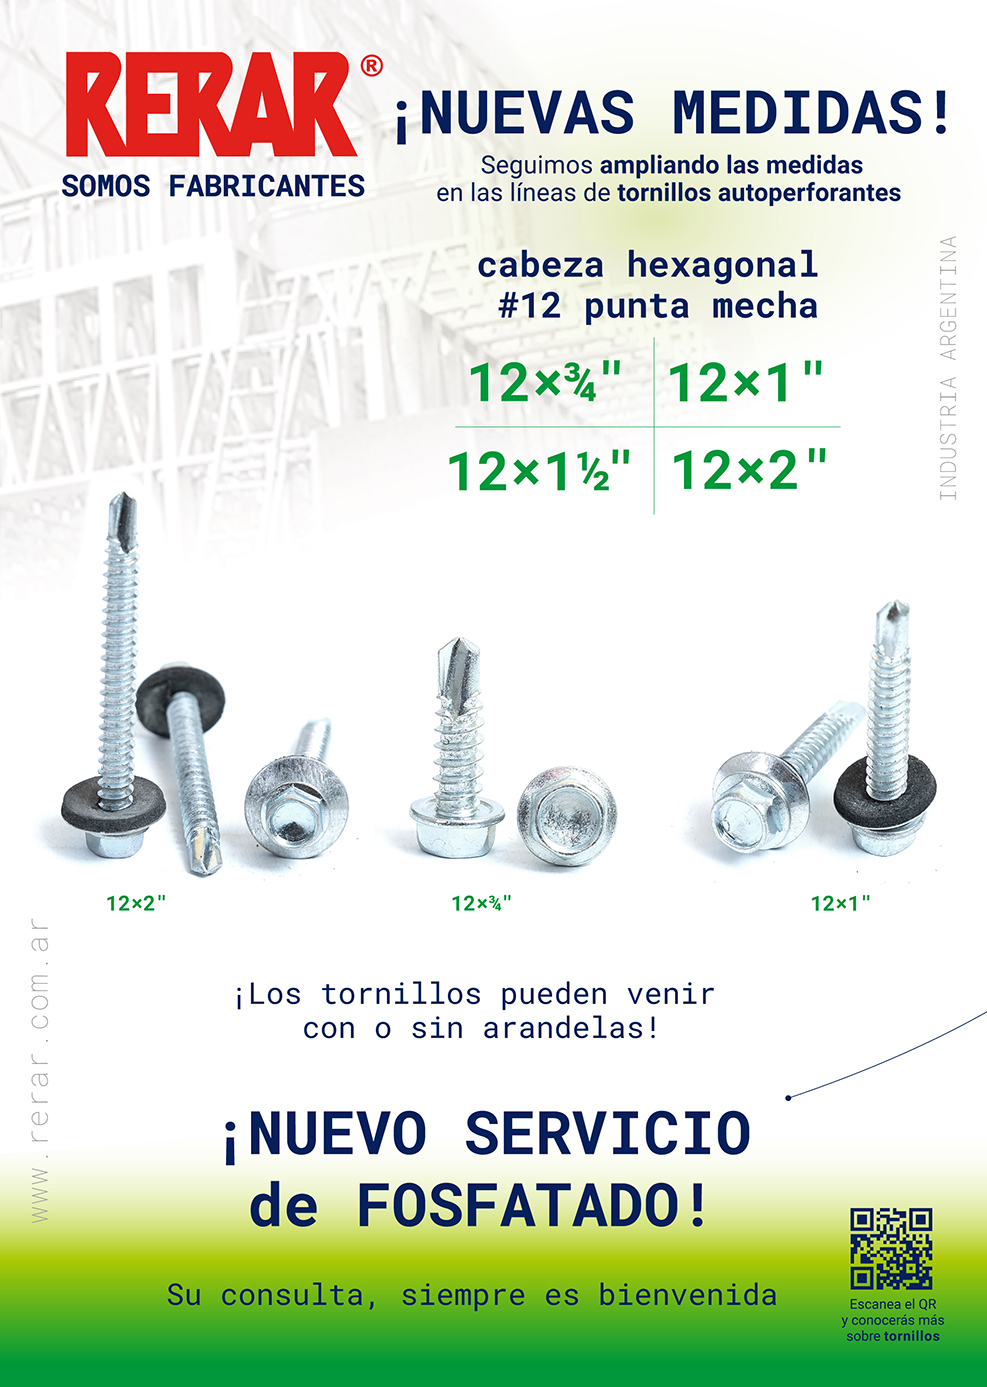 RERAR®
SOMOS FABRICANTES
¡NUEVAS MEDIDAS!
Seguimos ampliando las medidas
en las líneas de tornillos autoperforantes
cabeza hexagonal
#12 punta mecha
12×¾" 12×1"
12×1½" 12×2"
INDUSTRIA ARGENTINA
12×2" 12×¾" 12×1"
¡Los tornillos pueden venir
con o sin arandelas!
www.rerar.com.ar
¡NUEVO SERVICIO
de FOSFATADO!
Su consulta, siempre es bienvenida
Escanea el QR
y conocerás más
sobre tornillos